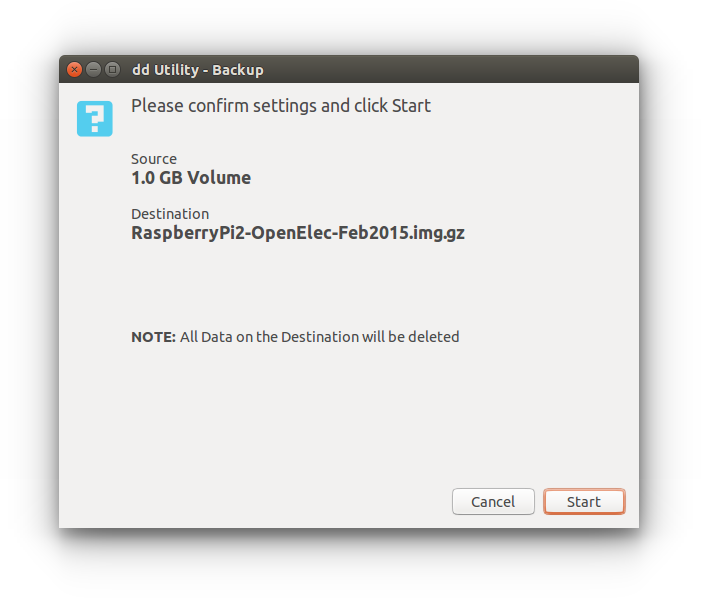 dd Utility - Backup
Please confirm settings and click Start
Source
1.0 GB Volume
Destination
RaspberryPi2-OpenElec-Feb2015.img.gz
NOTE: All Data on the Destination will be deleted
Cancel
Start